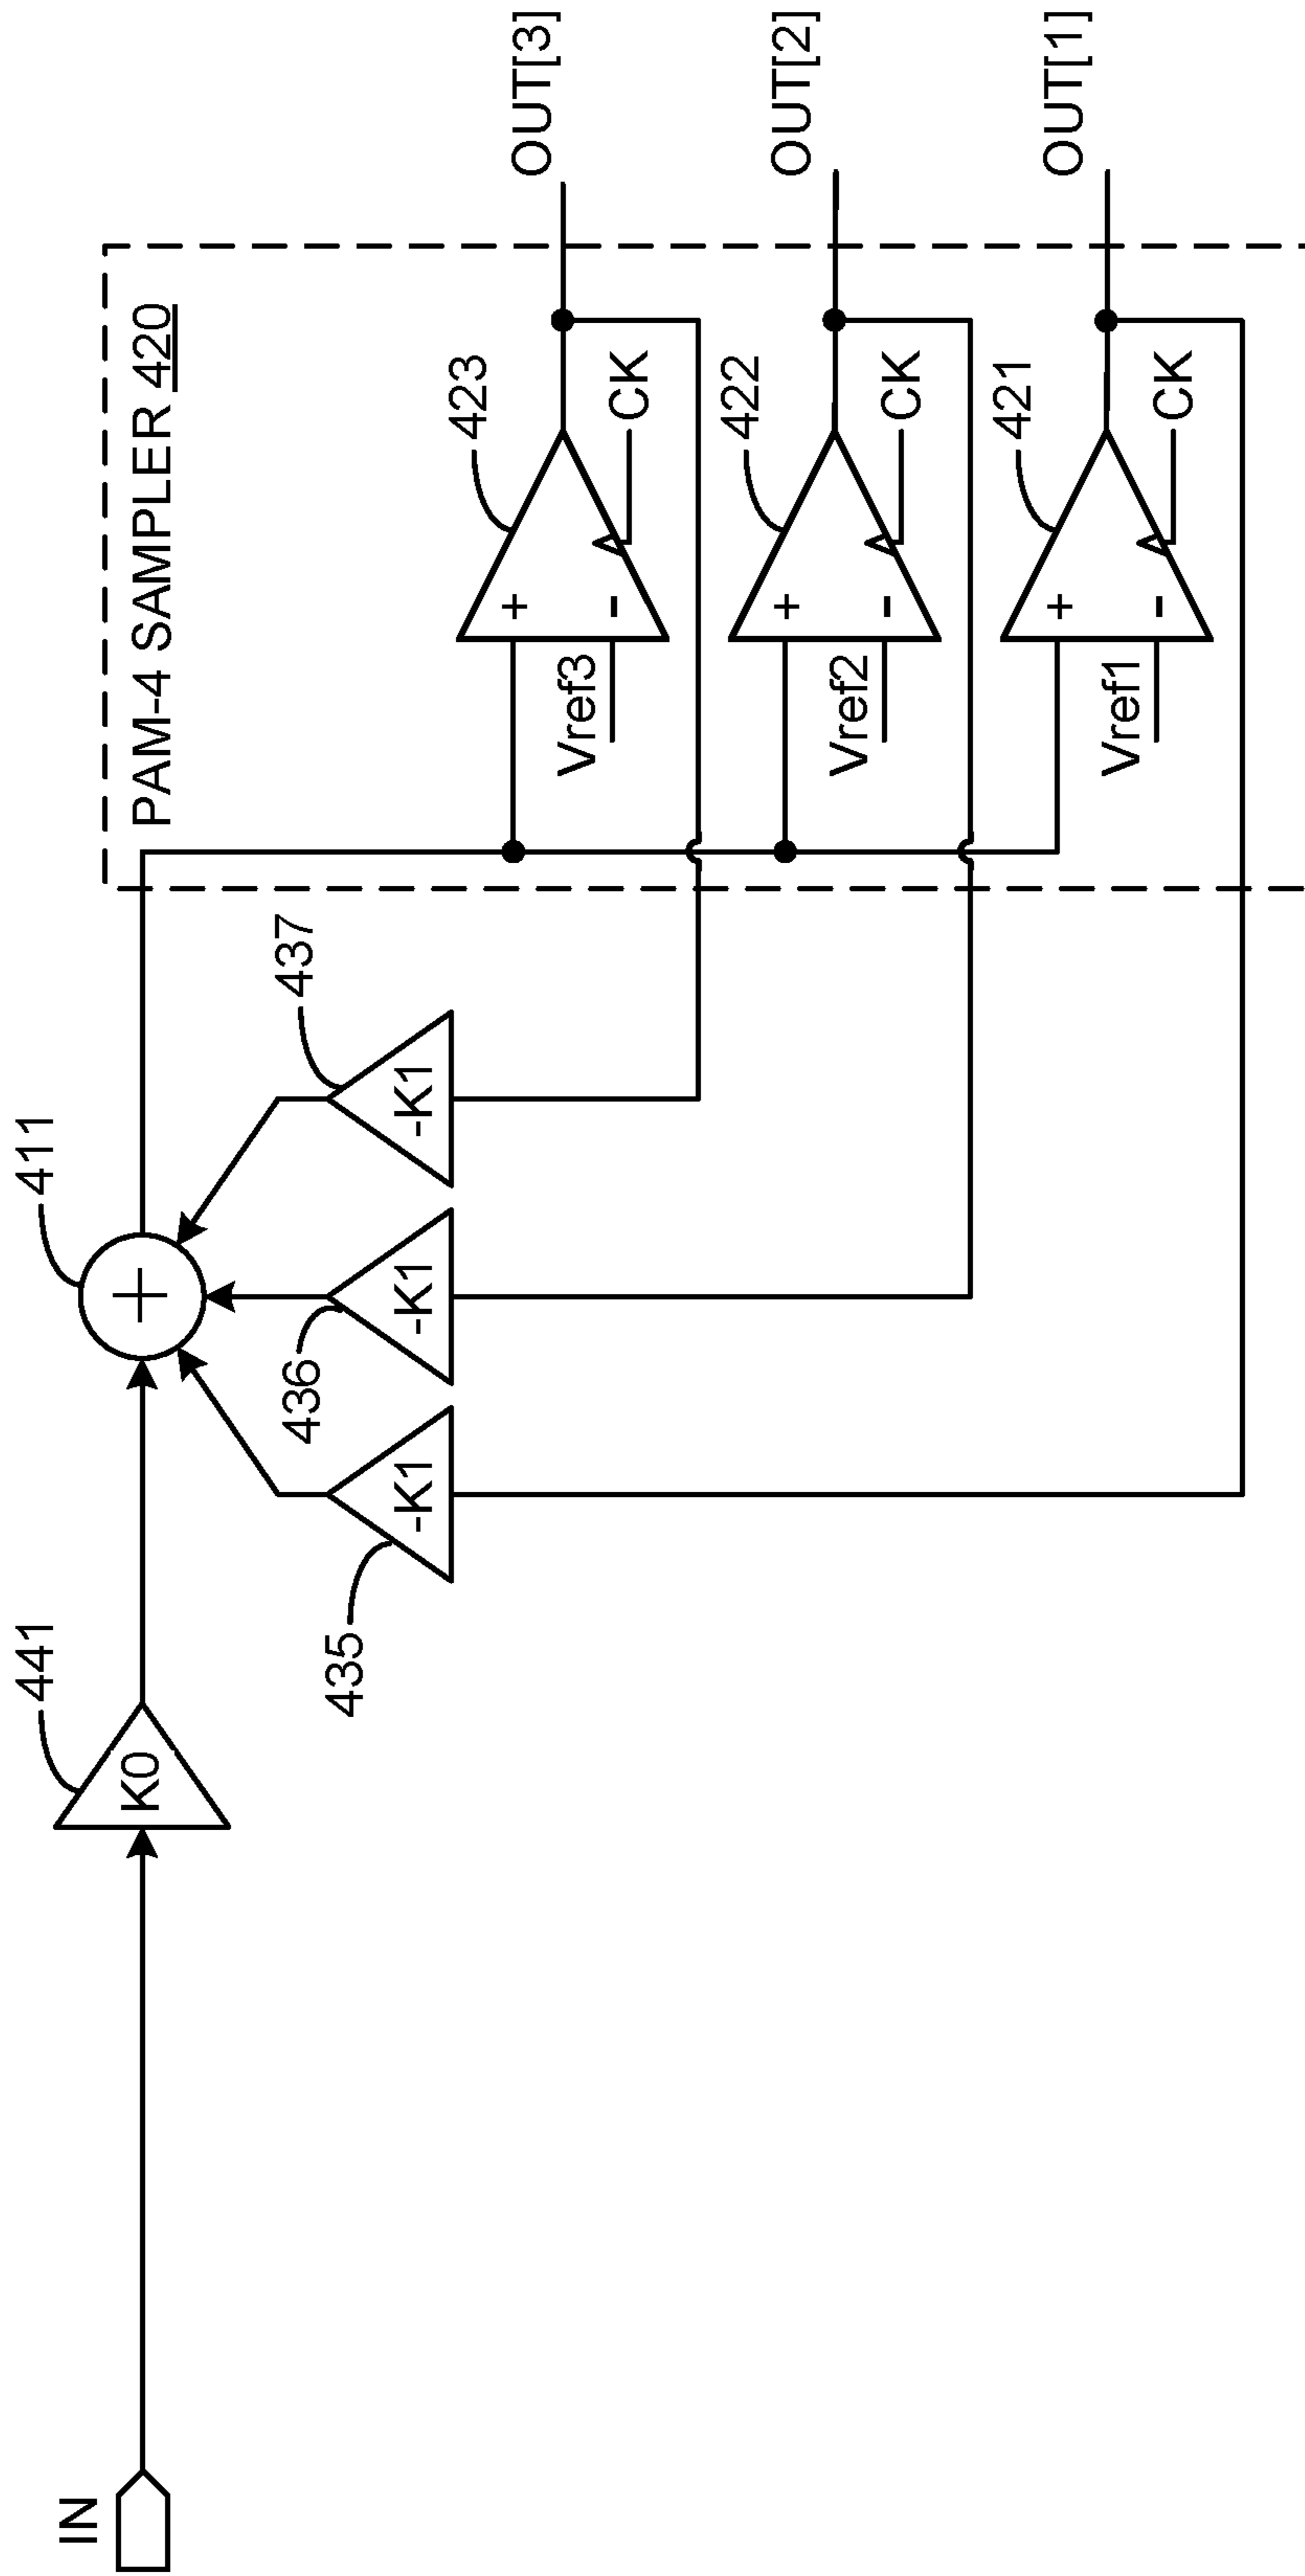 IN
K0
441
411
435
-K1
436
-K1
437
-K1
PAM-4 SAMPLER 420
423
+
-
Vref3
CK
OUT[3]
422
+
-
Vref2
CK
OUT[2]
421
+
-
Vref1
CK
OUT[1]